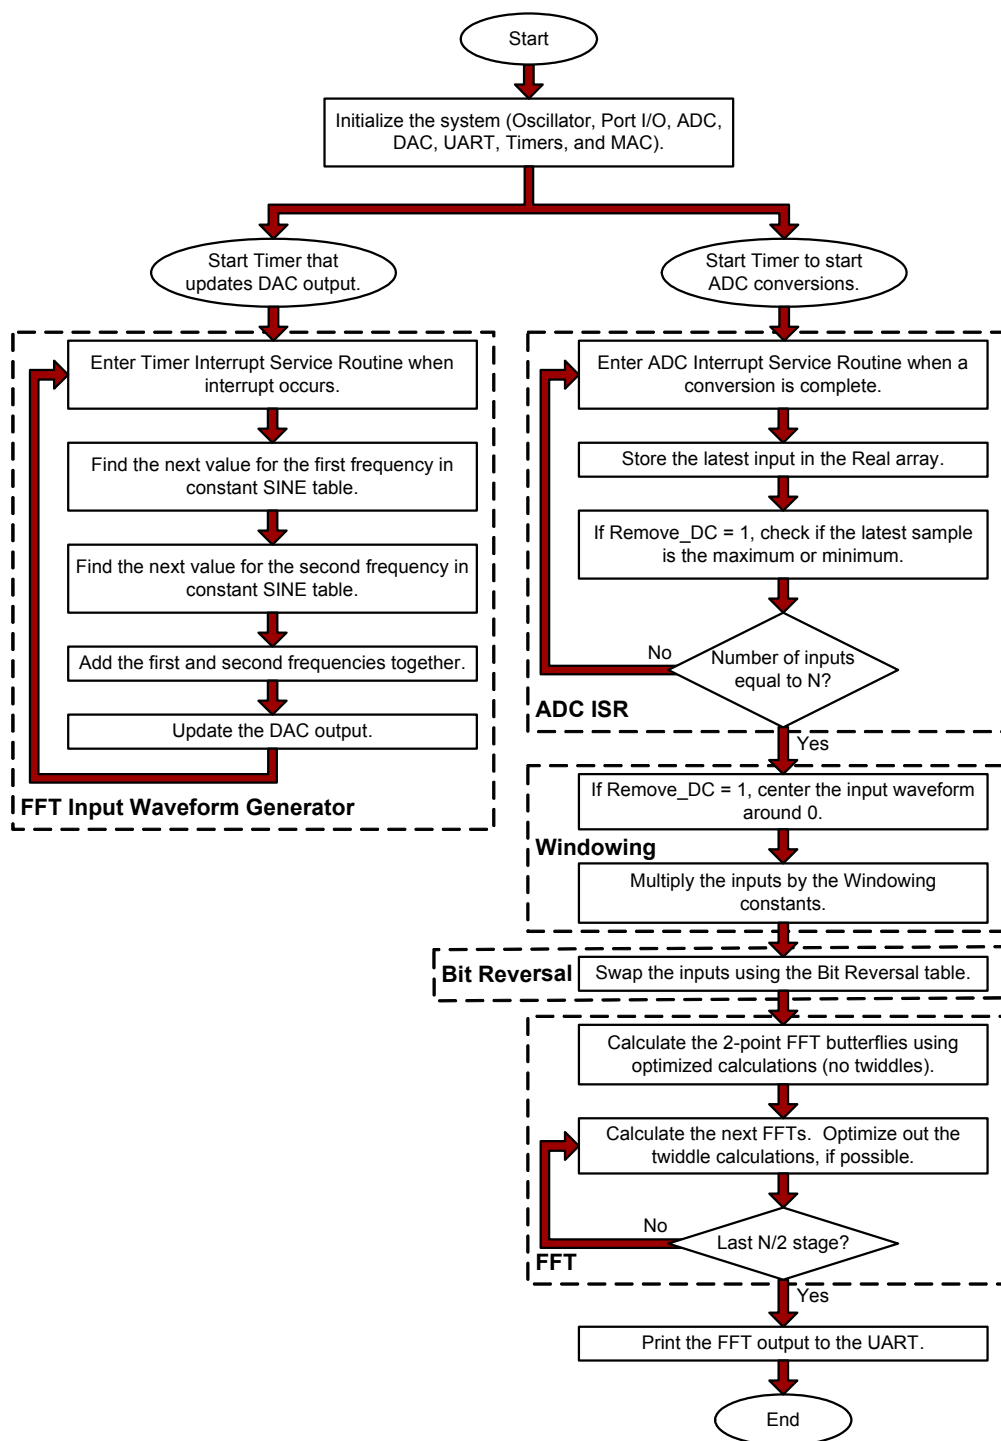 Start
Initialize the system (Oscillator, Port I/O, ADC,
DAC, UART, Timers, and MAC).
Start Timer that
updates DAC output.
Enter Timer Interrupt Service Routine when
interrupt occurs.
Find the next value for the first frequency in
constant SINE table.
Find the next value for the second frequency in
constant SINE table.
Add the first and second frequencies together.
Update the DAC output.
FFT Input Waveform Generator
Start Timer to start
ADC conversions.
Enter ADC Interrupt Service Routine when a
conversion is complete.
Store the latest input in the Real array.
If Remove_DC = 1, check if the latest sample
is the maximum or minimum.
No
Number of inputs
equal to N?
ADC ISR
Yes
If Remove_DC = 1, center the input waveform
around 0.
Windowing
Multiply the inputs by the Windowing
constants.
Bit Reversal
Swap the inputs using the Bit Reversal table.
Calculate the 2-point FFT butterflies using
optimized calculations (no twiddles).
Calculate the next FFTs.  Optimize out the
twiddle calculations, if possible.
No
Last N/2 stage?
FFT
Yes
Print the FFT output to the UART.
End